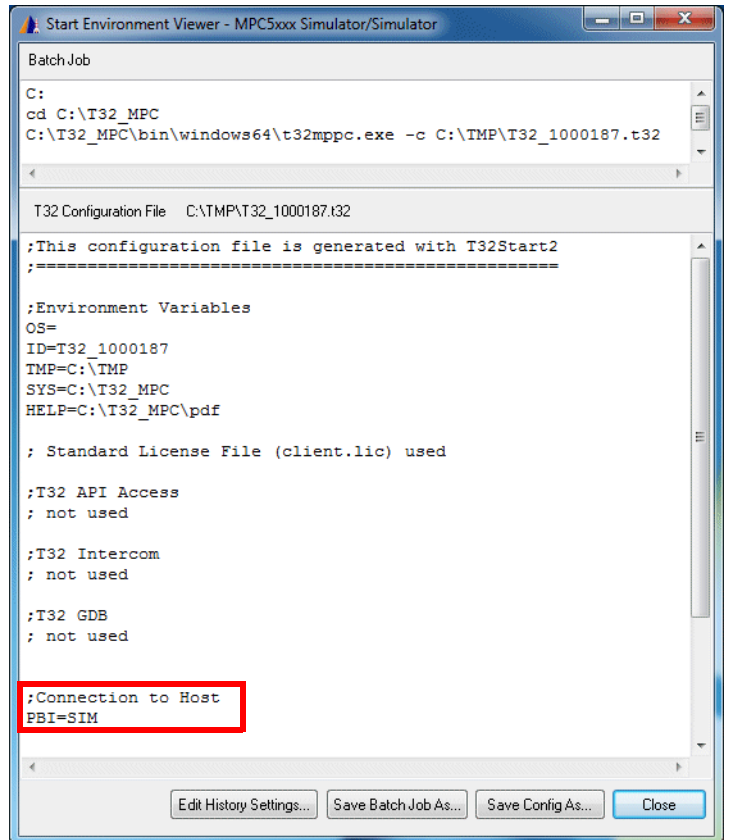 Start Environment Viewer - MPC5xxx Simulator/Simulator
Batch Job
C:
cd C:\T32_MPC
C:\T32_MPC\bin\windows64\t32mppc.exe -c C:\TMP\T32_1000187.t32
T32 Configuration File C:\TMP\T32_1000187.t32
;This configuration file is generated with T32Start2
;===================================================
;Environment Variables
OS=
ID=T32_1000187
TMP=C:\TMP
SYS=C:\T32_MPC
HELP=C:\T32_MPC\pdf
; Standard License File (client.lic) used
;T32 API Access
; not used
;T32 Intercom
; not used
;T32 GDB
; not used
;Connection to Host
PBI=SIM
Edit History Settings... Save Batch Job As... Save Config As... Close